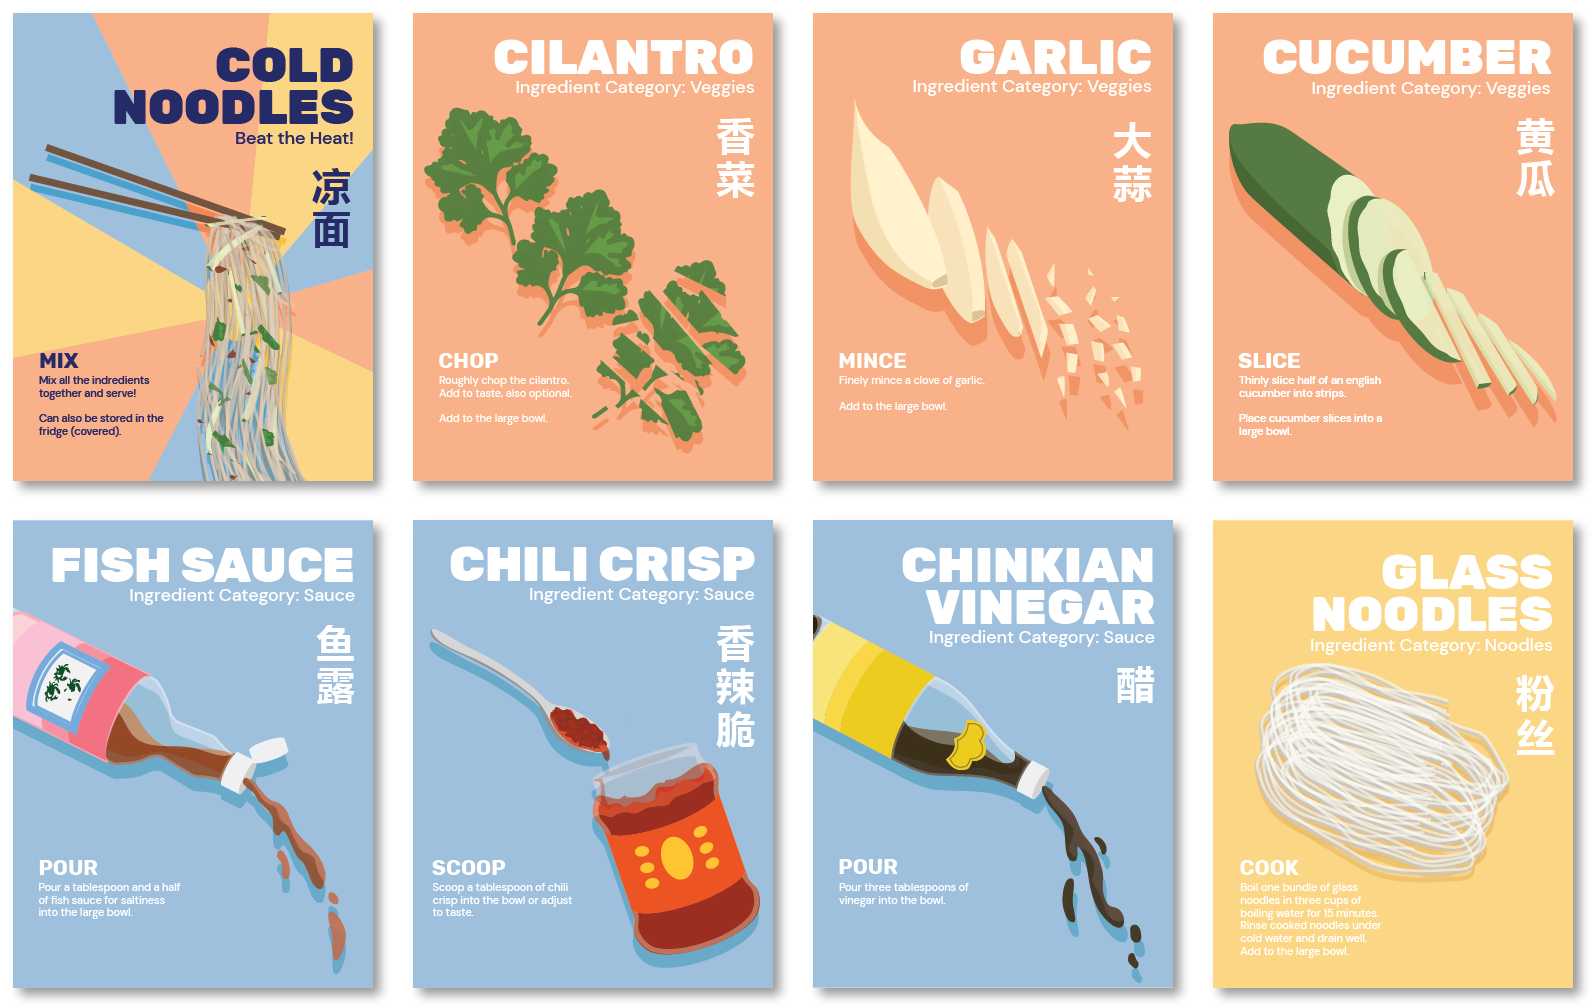 COLD
NOODLES
Beat the Heat!
凉
面
MIX
Mix all the indredients
together and serve!
Can also be stored in the
fridge (covered).
CILANTRO
Ingredient Category: Veggies
香
菜
CHOP
Roughly chop the cilantro.
Add to taste, also optional.
Add to the large bowl.
GARLIC
Ingredient Category: Veggies
大
蒜
MINCE
Finely mince a clove of garlic.
Add to the large bowl.
CUCUMBER
Ingredient Category: Veggies
黄
瓜
SLICE
Thinly slice half of an english
cucumber into strips.
Place cucumber slices into a
large bowl.
FISH SAUCE
Ingredient Category: Sauce
鱼
露
POUR
Pour a tablespoon and a half
of fish sauce for saltiness
into the large bowl.
CHILI CRISP
Ingredient Category: Sauce
香
辣
脆
SCOOP
Scoop a tablespoon of chili
crisp into the bowl or adjust
to taste.
CHINKIAN
VINEGAR
Ingredient Category: Sauce
醋
POUR
Pour three tablespoons of
vinegar into the bowl.
GLASS
NOODLES
Ingredient Category: Noodles
粉
丝
COOK
Boil one bundle of glass
noodles in three cups of
boiling water for 15 minutes.
Rinse cooked noodles under
cold water and drain well.
Add to the large bowl.